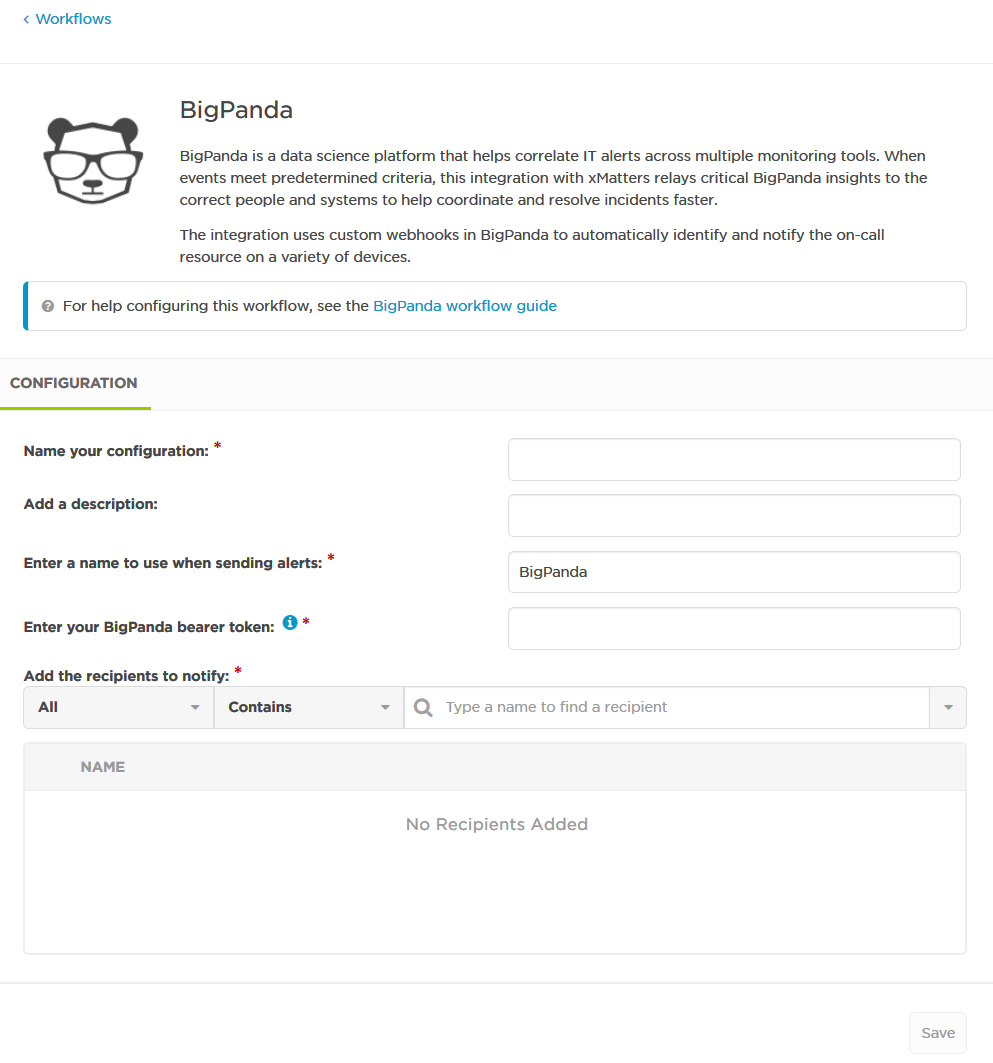 ‹ Workflows
BigPanda
BigPanda is a data science platform that helps correlate IT alerts across multiple monitoring tools. When
events meet predetermined criteria, this integration with xMatters relays critical BigPanda insights to the
correct people and systems to help coordinate and resolve incidents faster.
The integration uses custom webhooks in BigPanda to automatically identify and notify the on-call
resource on a variety of devices.
? For help configuring this workflow, see the BigPanda workflow guide
CONFIGURATION
Name your configuration: *
Add a description:
Enter a name to use when sending alerts: *
BigPanda
Enter your BigPanda bearer token: i *
Add the recipients to notify: *
All Contains Type a name to find a recipient
NAME
No Recipients Added
Save